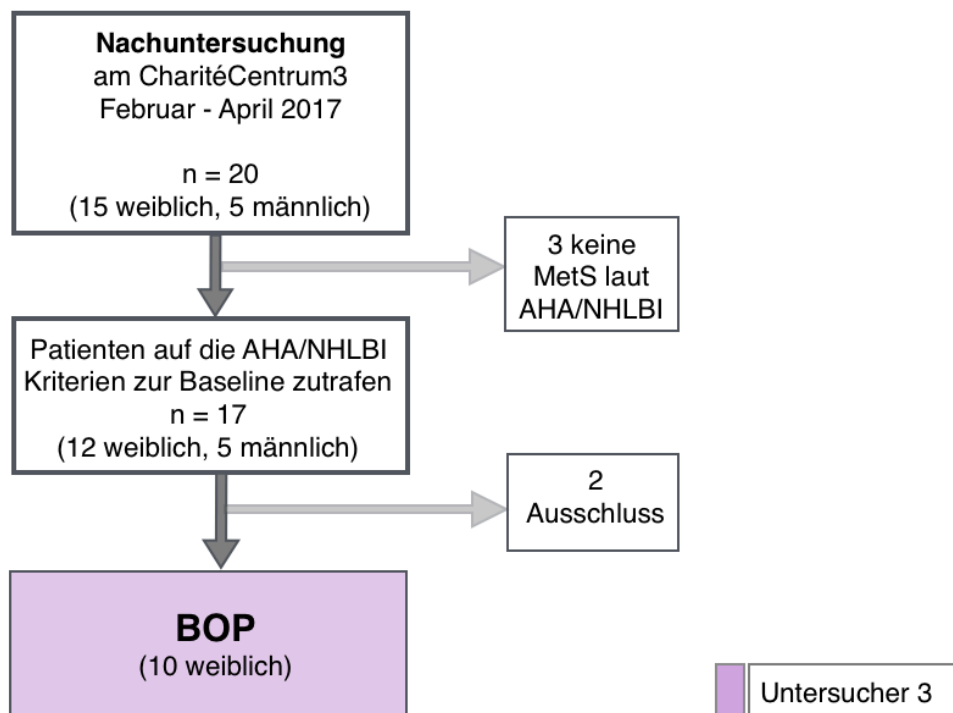 Nachuntersuchung
am CharitéCentrum3
Februar - April 2017
n = 20
(15 weiblich, 5 männlich)
3 keine
MetS laut
AHA/NHLBI
Patienten auf die AHA/NHLBI
Kriterien zur Baseline zutrafen
n = 17
(12 weiblich, 5 männlich)
2
Ausschluss
BOP
(10 weiblich)
Untersucher 3